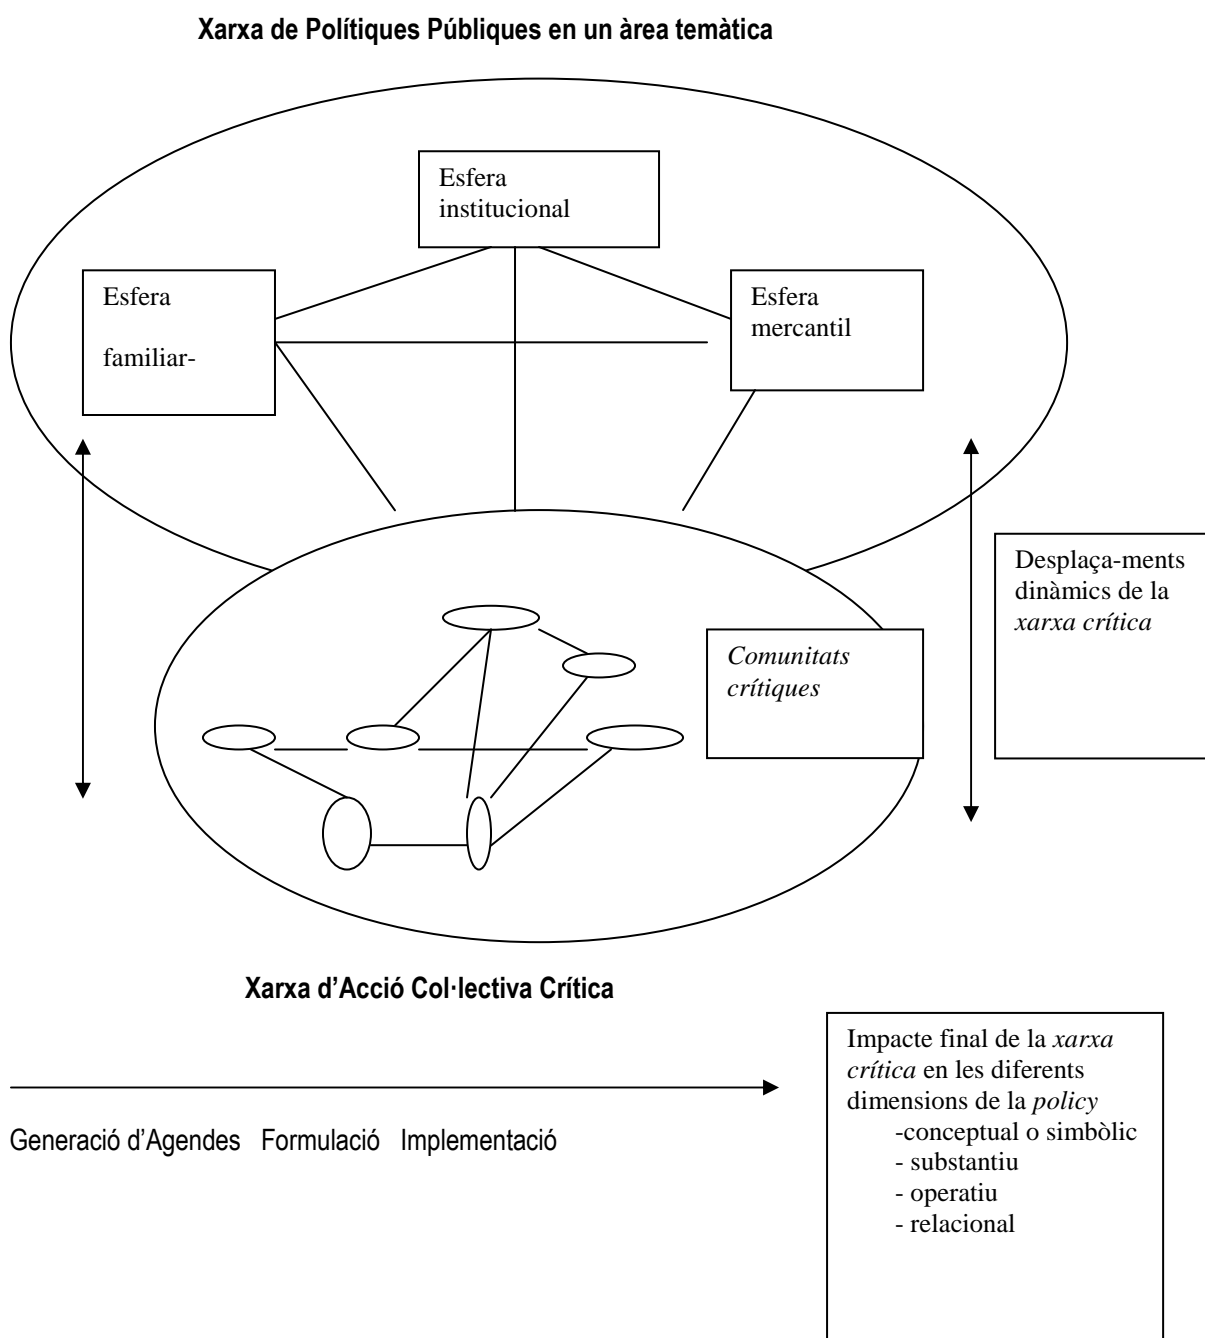 Xarxa de Polítiques Públiques en un àrea temàtica
Esfera
institucional
Esfera
familiar-
Esfera
mercantil
Desplaça-ments
dinàmics de la
xarxa crítica
Comunitats
crítiques
Xarxa d’Acció Col·lectiva Crítica
Impacte final de la xarxa
crítica en les diferents
dimensions de la policy
-conceptual o simbòlic
- substantiu
- operatiu
- relacional
Generació d’Agendes Formulació Implementació